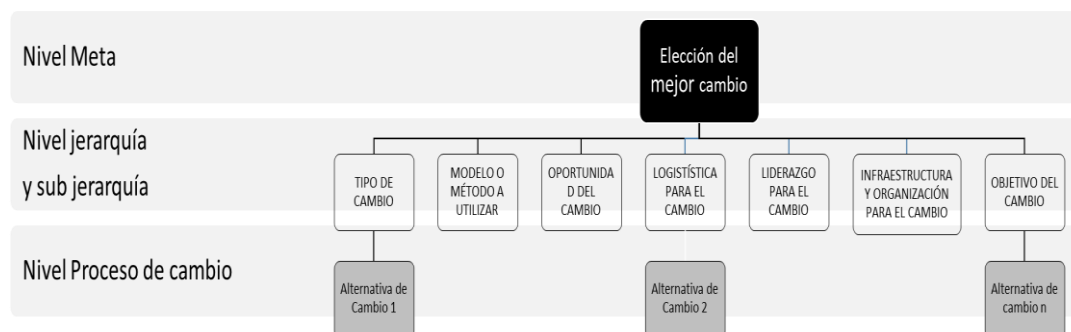 Nivel Meta
Elección del
mejor cambio
Nivel jerarquía
y sub jerarquía
TIPO DE
CAMBIO
MODELO O
MÉTODO A
UTILIZAR
OPORTUNIDA
D DEL
CAMBIO
LOGISTÍSTICA
PARA EL
CAMBIO
LIDERAZGO
PARA EL
CAMBIO
INFRAESTRUCTURA
Y ORGANIZACIÓN
PARA EL CAMBIO
OBJETIVO DEL
CAMBIO
Nivel Proceso de cambio
Alternativa de
Cambio 1
Alternativa de
Cambio 2
Alternativa de
cambio n